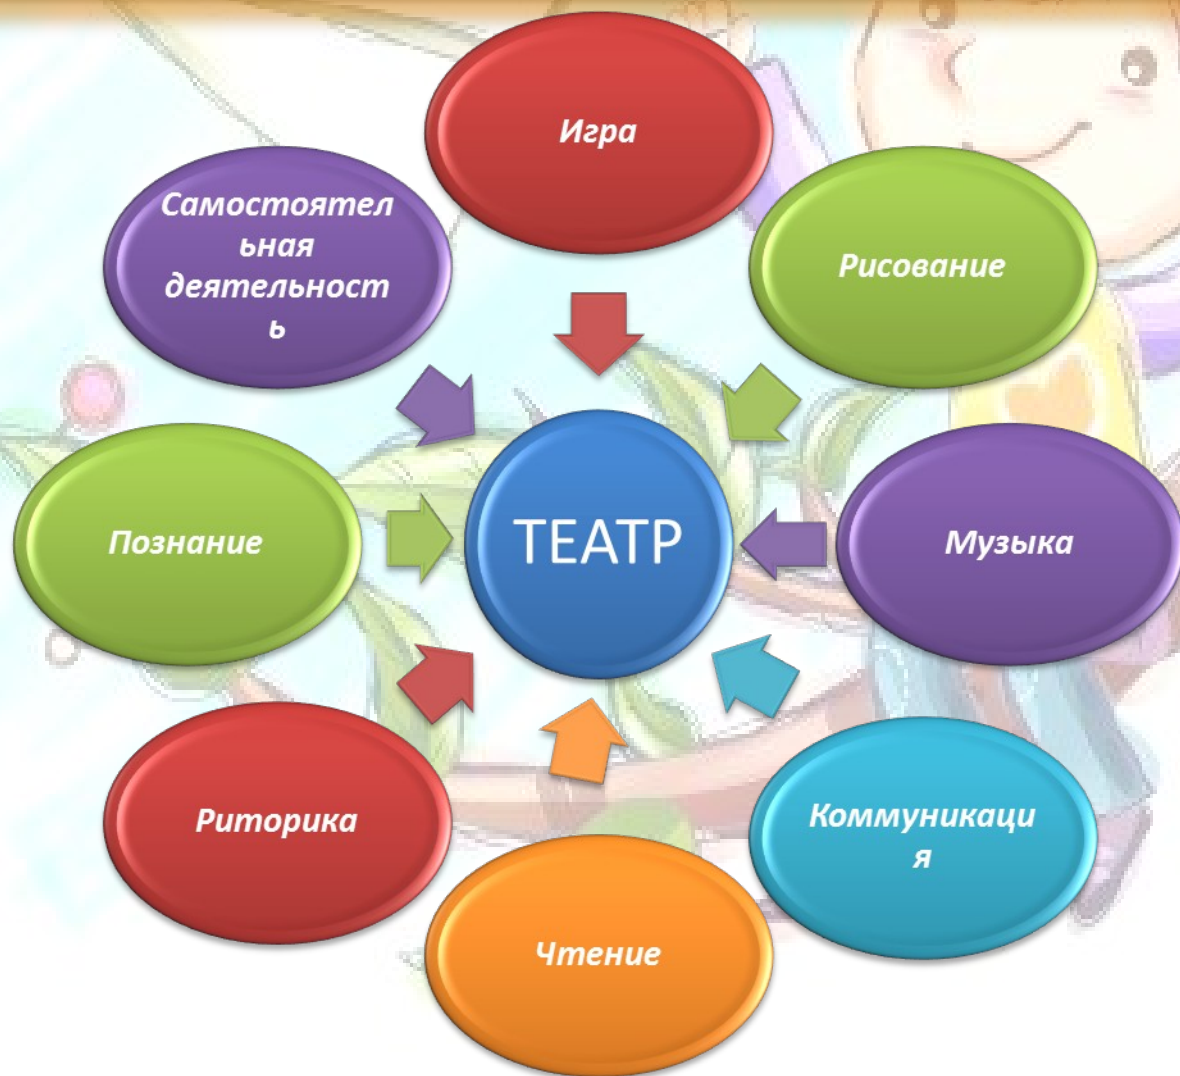 Игра
Самостоятел
ьная
деятельност
ь
Рисование
Познание
ТЕАТР
Музыка
Риторика
Коммуникаци
я
Чтение